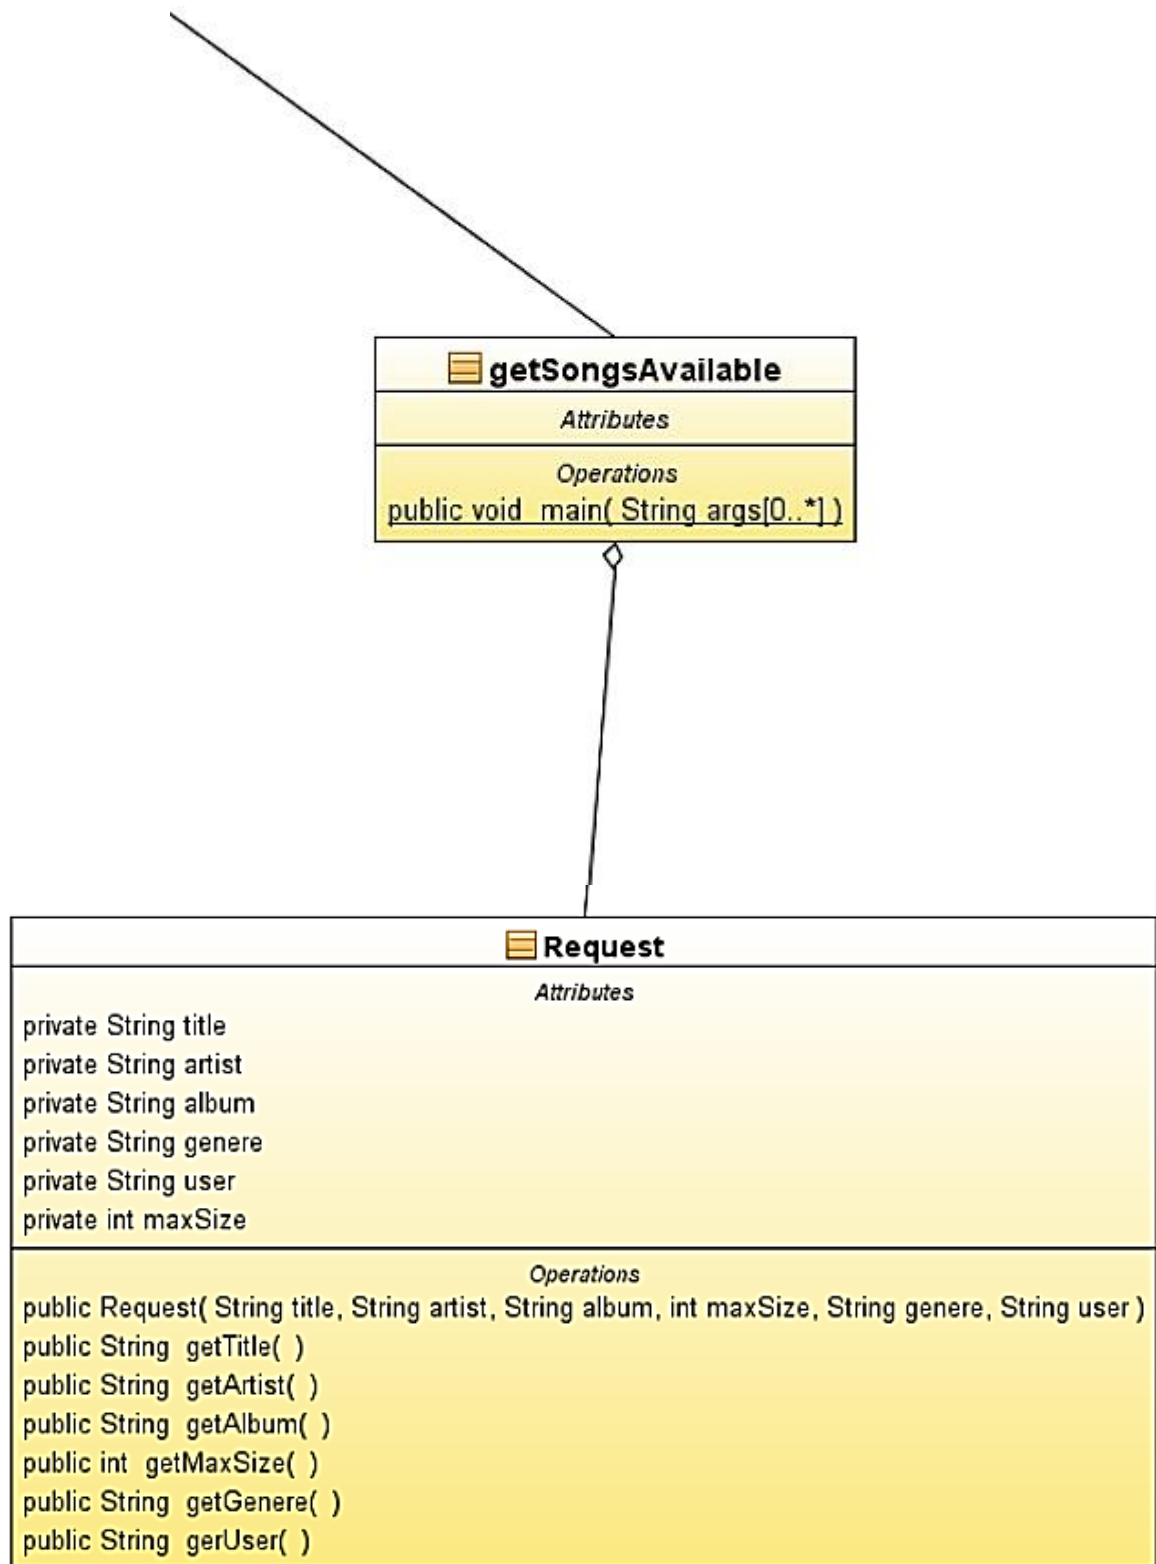 getSongsAvailable
Attributes
Operations
public void main( String args[0..*] )
Request
Attributes
private String title
private String artist
private String album
private String genere
private String user
private int maxSize
Operations
public Request( String title, String artist, String album, int maxSize, String genere, String user )
public String getTitle( )
public String getArtist( )
public String getAlbum( )
public int getMaxSize( )
public String getGenere( )
public String gerUser( )